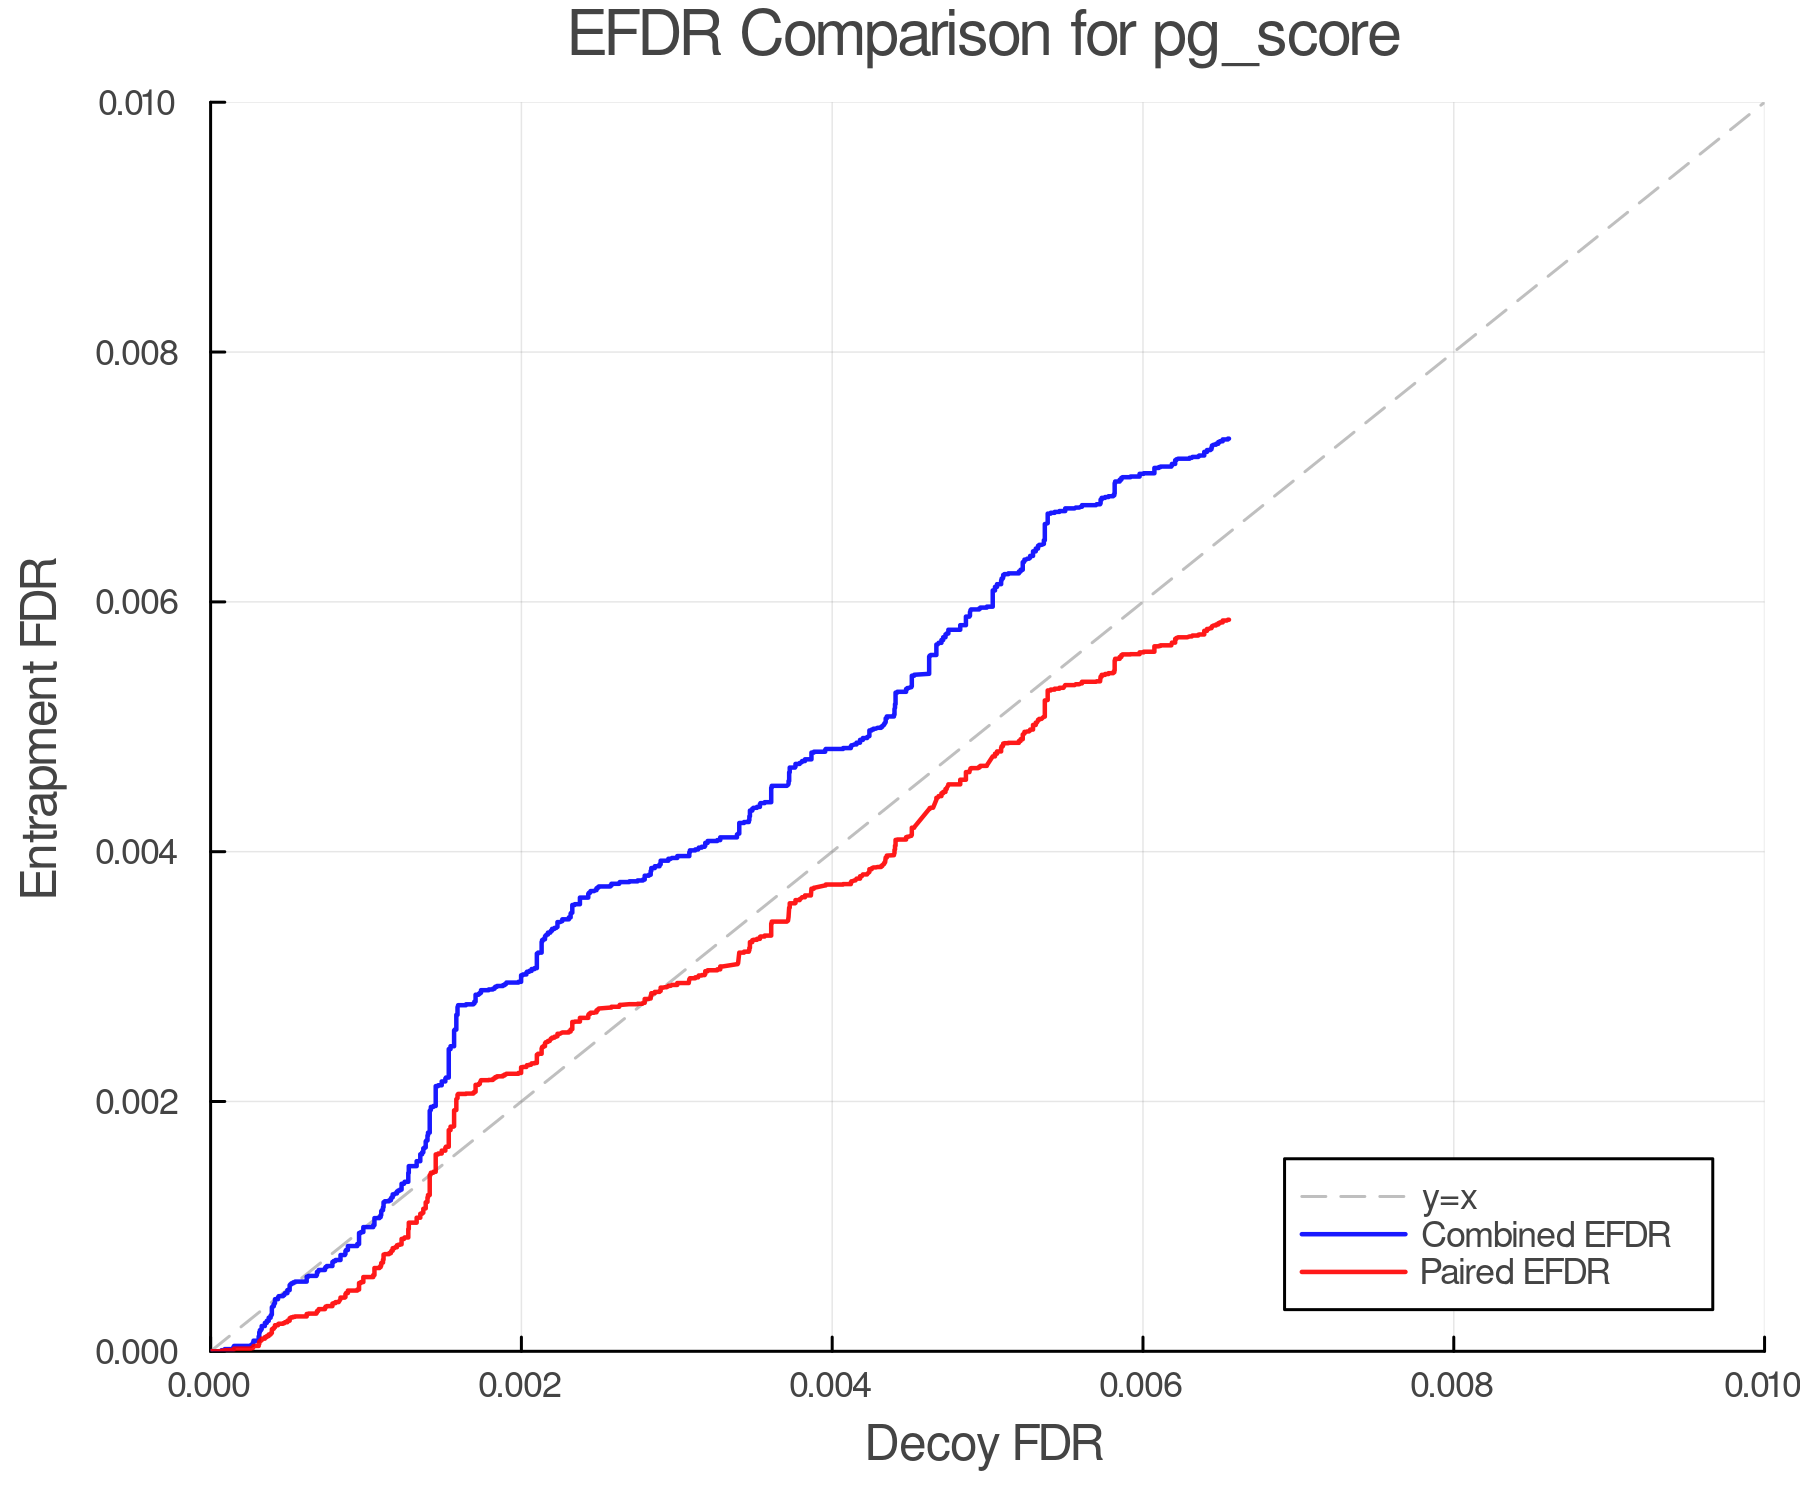 EFDR Comparison for pg_score
0.010
0.008
0.006
0.004
0.002
0.000
Entrapment FDR
y=x
Combined EFDR
Paired EFDR
0.000 0.002 0.004 0.006 0.008 0.010
Decoy FDR